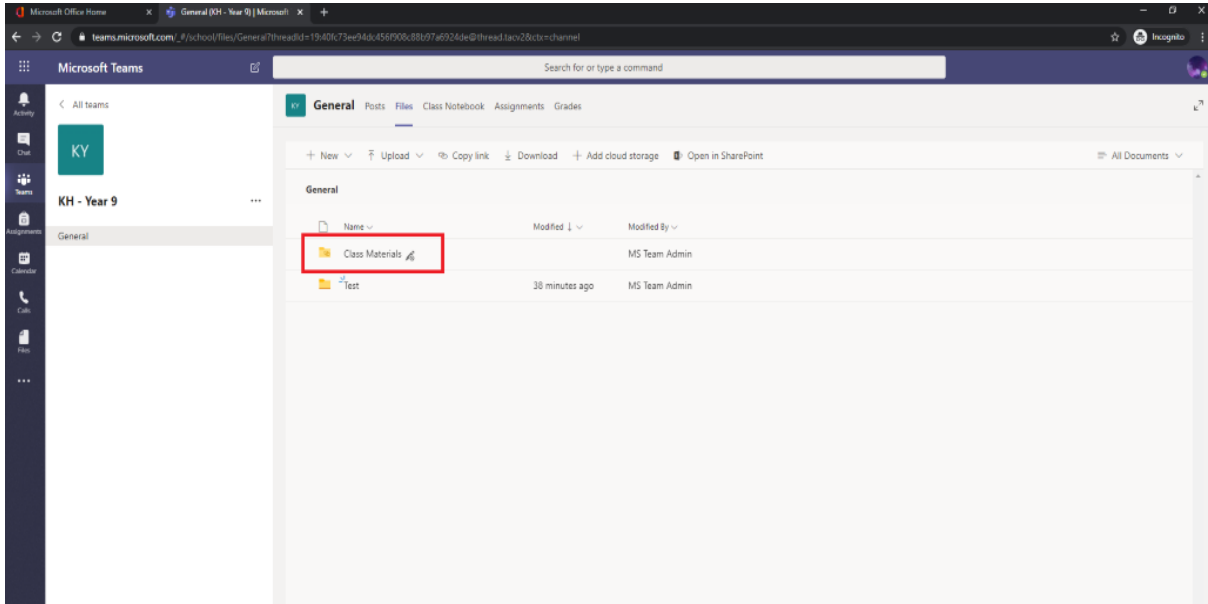 Microsoft Office Home
General (KH - Year 9) | Microsoft
teams.microsoft.com/_#/school/files/General?threadId=19:40fc73ee94dc456f908c88b97a6924de@thread.tacv2&ctx=channel
Incognito
Microsoft Teams
Search for or type a command
Activity
Chat
Teams
Assignments
Calendar
Calls
Files
All teams
KY
KH - Year 9
General
KY General Posts Files Class Notebook Assignments Grades
New Upload Copy link Download Add cloud storage Open in SharePoint All Documents
General
Name Modified Modified By
Class Materials MS Team Admin
Test 38 minutes ago MS Team Admin